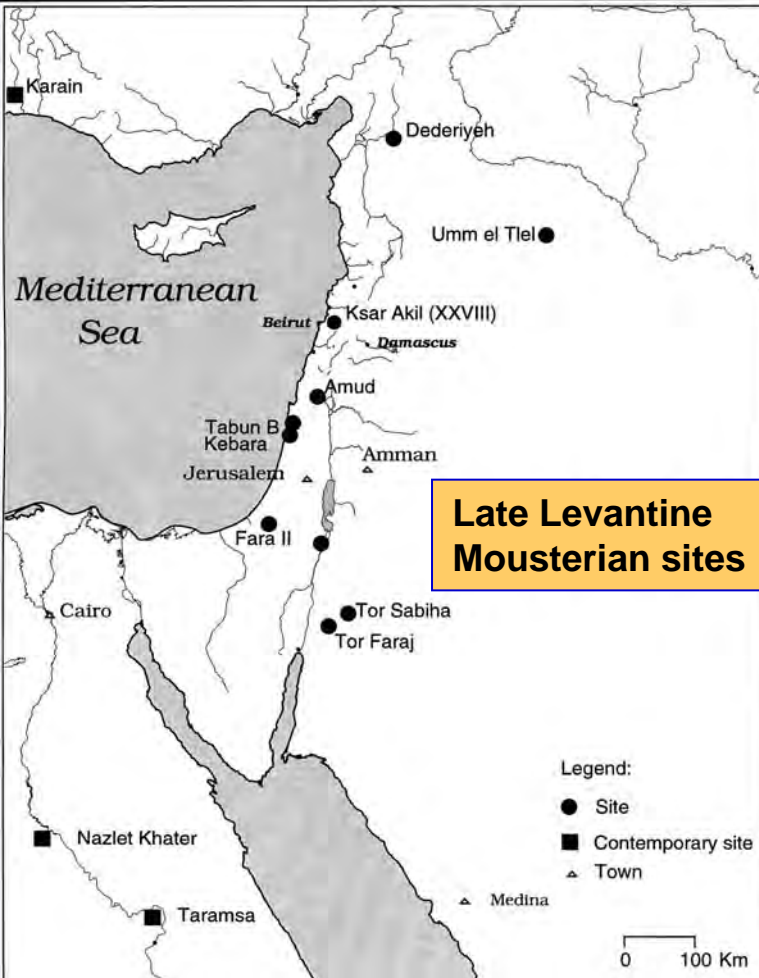 Karain
Dederiyeh
Umm el Tlel
Mediterranean
Sea
Ksar Akil (XXVIII)
Beirut
Damascus
Amud
Tabun B
Kebara
Amman
Jerusalem
Late Levantine
Mousterian sites
Fara II
Cairo
Tor Sabiha
Tor Faraj
Legend:
Site
Nazlet Khater
Contemporary site
Town
Medina
Taramsa
0 100 Km